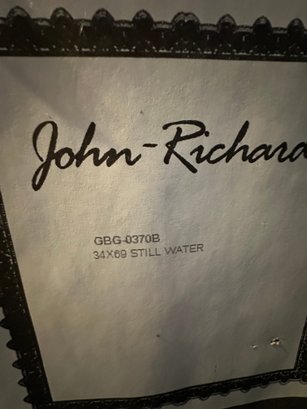 John-Richard
GBG-0370B
34X69 STILL WATER